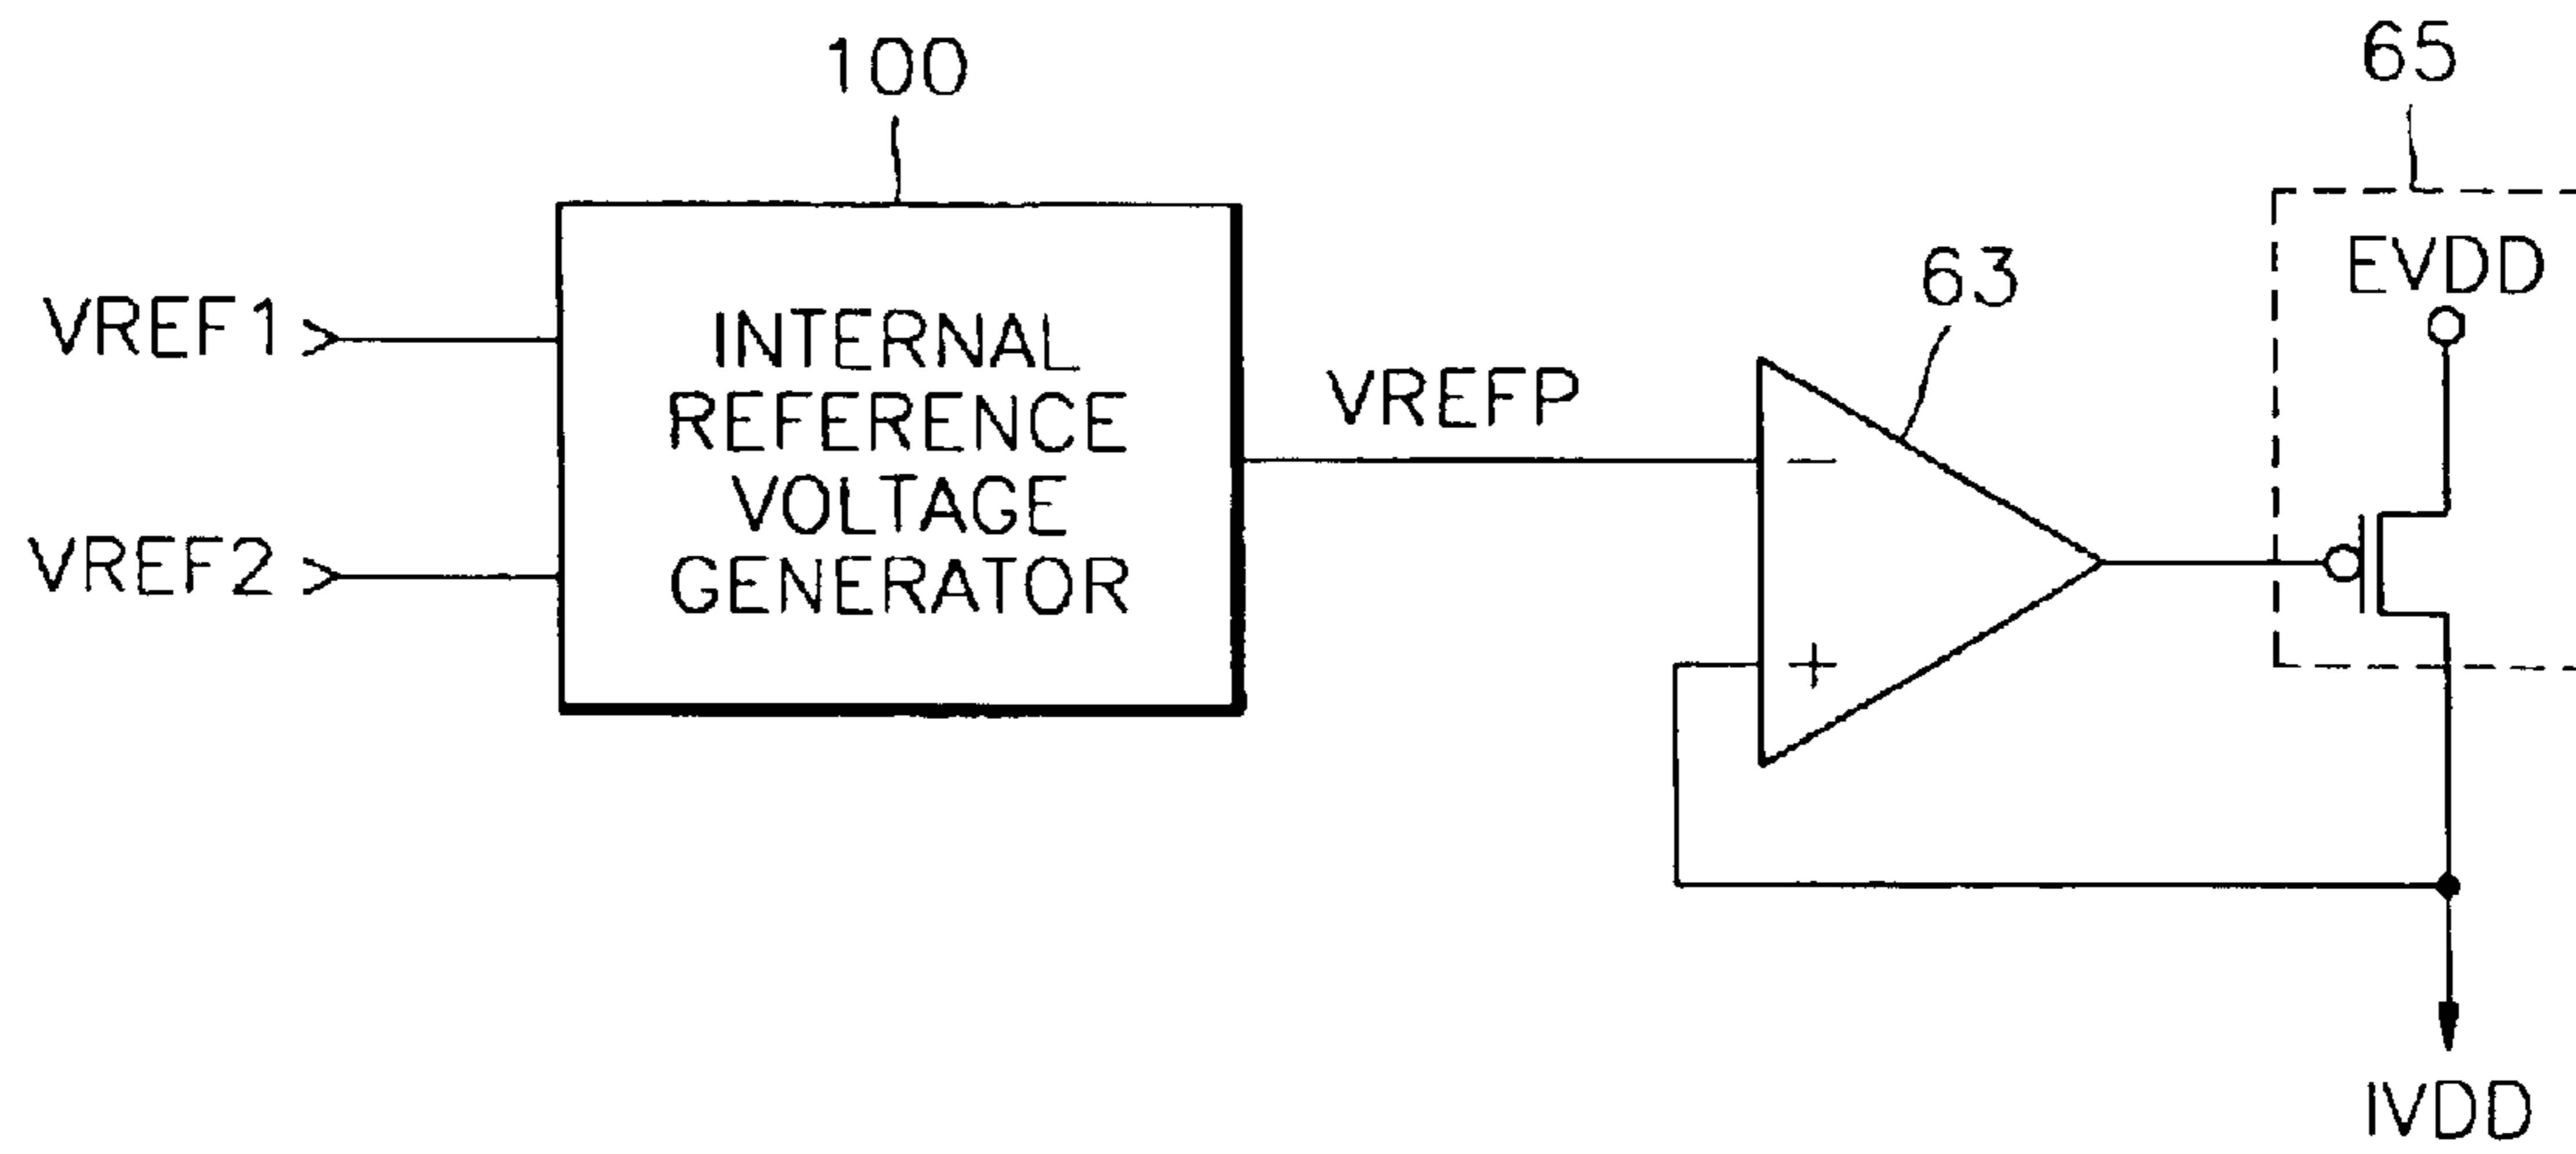 100
65
EVDD
63
VREF1
INTERNAL
REFERENCE
VOLTAGE
GENERATOR
VREFP
VREF2
−
+
IVDD